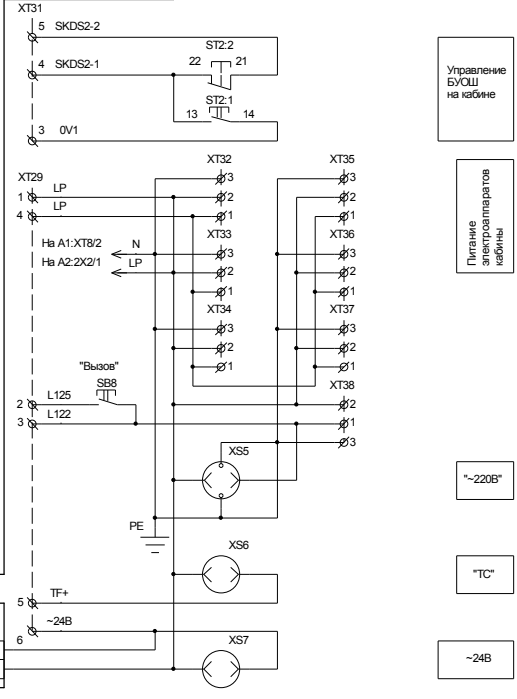 XT31
5 SKDS2-2
ST2:2
4 SKDS2-1
22 21
ST2:1
13 14
3 0V1
Управление
БУОШ
на кабине
XT32 XT35
3 3
XT29
LP
1 2 2
LP
4 1 1
XT33 XT36
На A1:XT8/2 N 3 3
На A2:2X2/1 LP 2 2
1 1
XT34 XT37
3 3
2 2
1 1
Питание
электроаппаратов
кабины
"Вызов"
SB8
XT38
2 L125 2
3 L122 1
3
XS5
"~220В"
PE
XS6
"ТС"
5 TF+
~24В
6
XS7
~24В